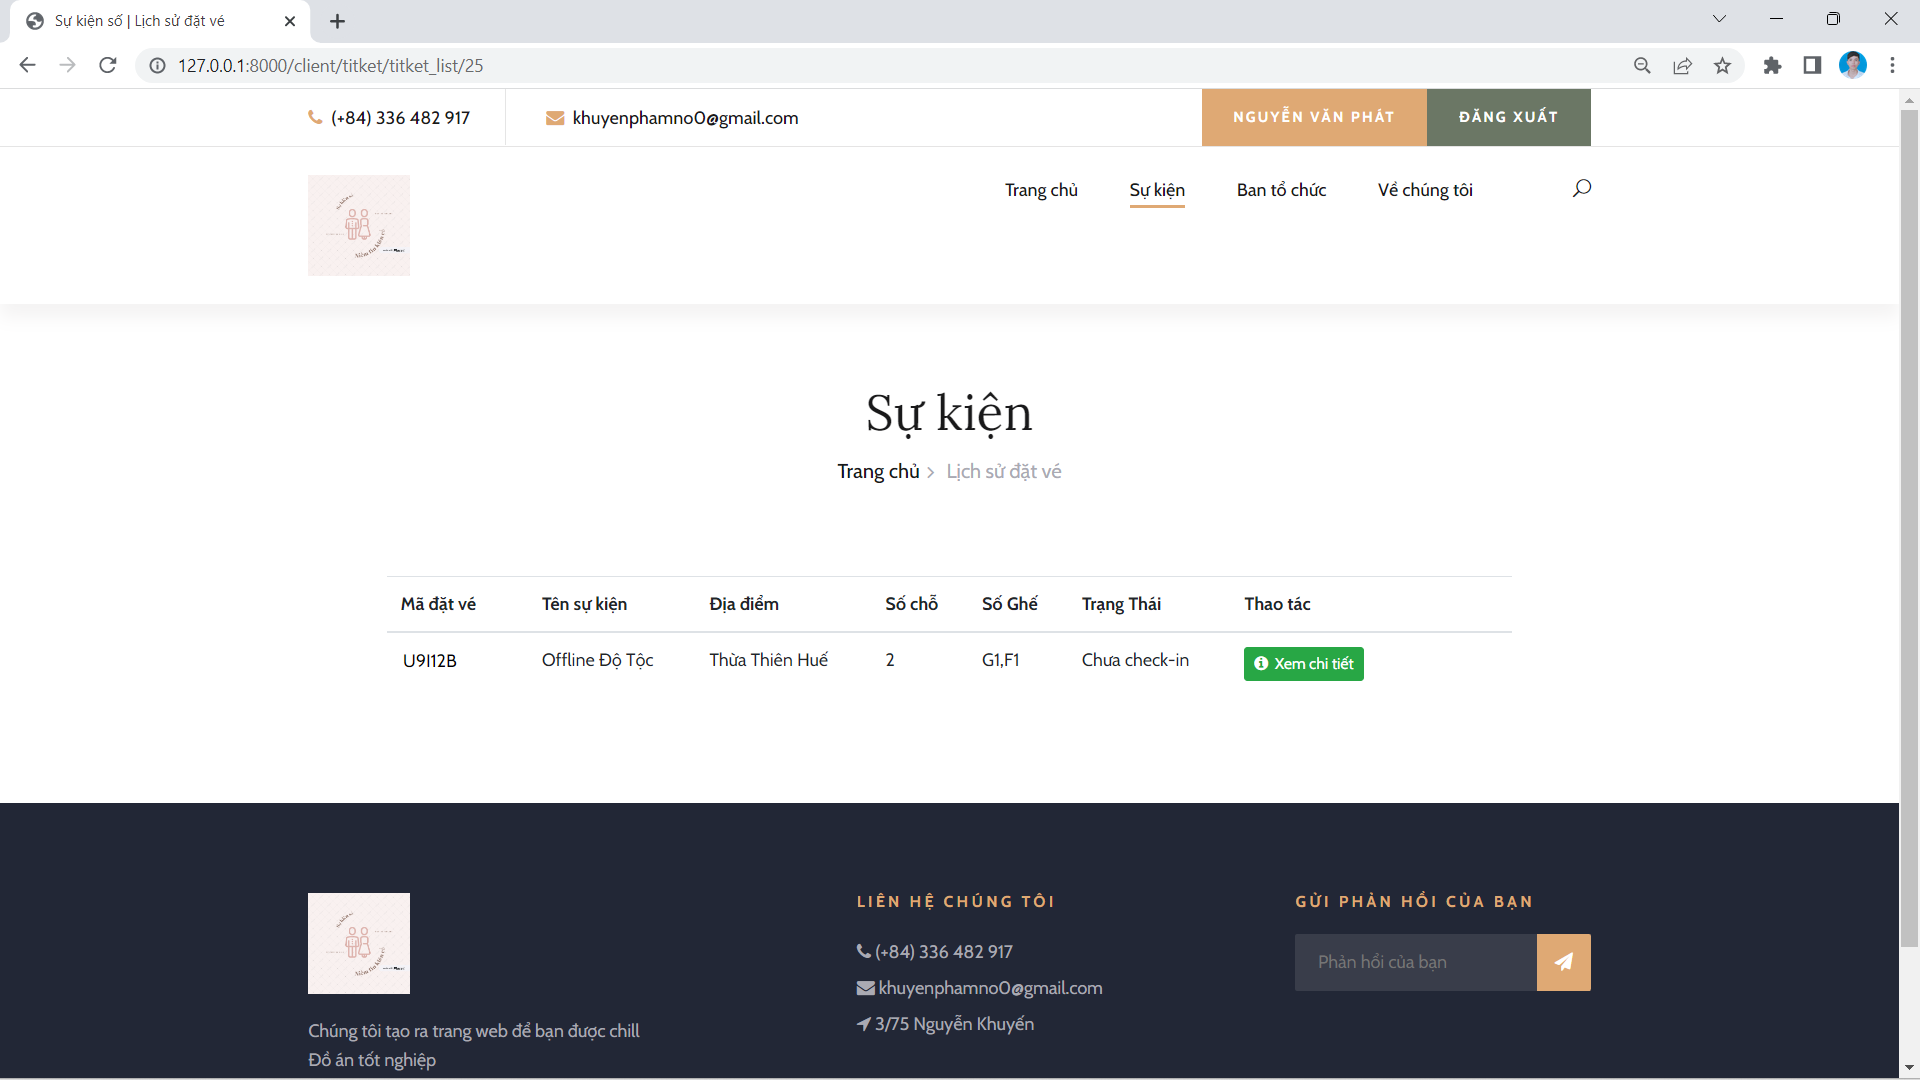 Sự kiện số | Lịch sử đặt vé
127.0.0.1:8000/client/titket/titket_list/25
(+84) 336 482 917
khuyenphamno0@gmail.com
NGUYỄN VĂN PHÁT
ĐĂNG XUẤT
Trang chủ
Sự kiện
Ban tổ chức
Về chúng tôi
Sự kiện
Trang chủ > Lịch sử đặt vé
Mã đặt vé Tên sự kiện Địa điểm Số chỗ Số Ghế Trạng Thái Thao tác
U9I12B Offline Độ Tộc Thừa Thiên Huế 2 G1,F1 Chưa check-in Xem chi tiết
Chúng tôi tạo ra trang web để bạn được chill
Đồ án tốt nghiệp
LIÊN HỆ CHÚNG TÔI
(+84) 336 482 917
khuyenphamno0@gmail.com
3/75 Nguyễn Khuyến
GỬI PHẢN HỒI CỦA BẠN
Phản hồi của bạn